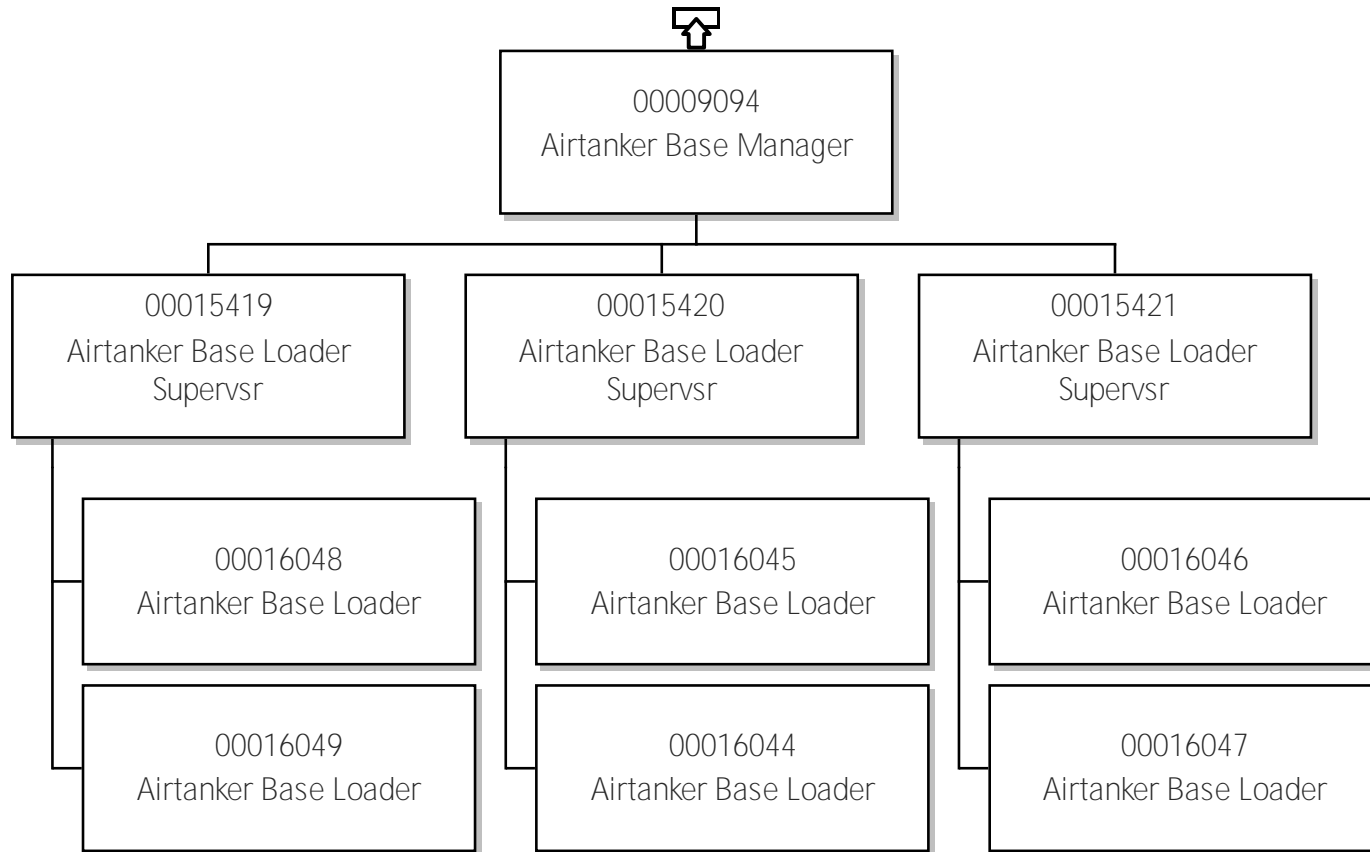 00009094
Airtanker Base Manager
00015419
Airtanker Base Loader
Supervsr
00015420
Airtanker Base Loader
Supervsr
00015421
Airtanker Base Loader
Supervsr
00016048
Airtanker Base Loader
00016045
Airtanker Base Loader
00016046
Airtanker Base Loader
00016049
Airtanker Base Loader
00016044
Airtanker Base Loader
00016047
Airtanker Base Loader